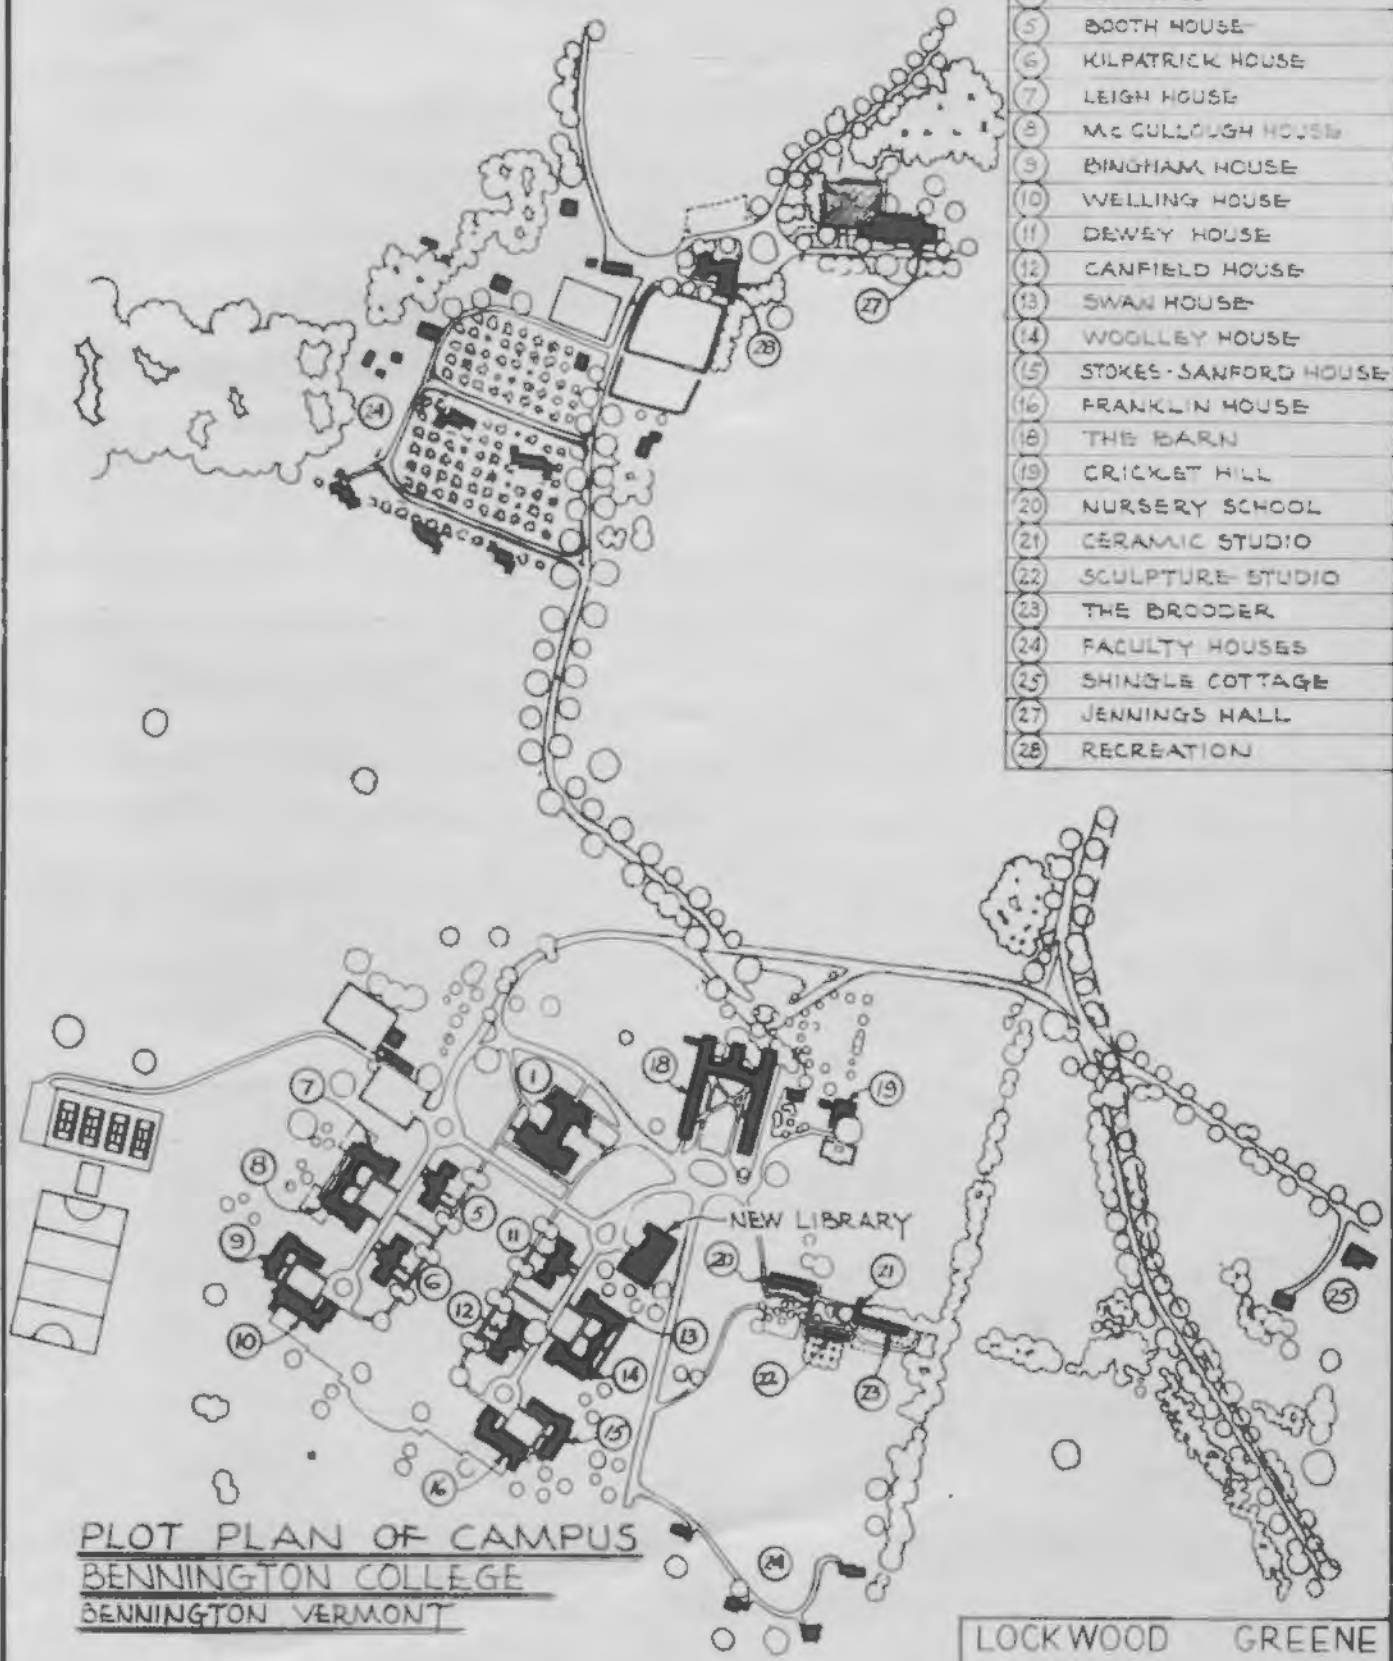 5 BOOTH HOUSE
6 KILPATRICK HOUSE
7 LEIGH HOUSE
8 McCULLOUGH HOUSE
9 BINGHAM HOUSE
10 WELLING HOUSE
11 DEWEY HOUSE
12 CANFIELD HOUSE
13 SWAN HOUSE
14 WOOLLEY HOUSE
15 STOKES-SANFORD HOUSE
16 FRANKLIN HOUSE
18 THE BARN
19 CRICKET HILL
20 NURSERY SCHOOL
21 CERAMIC STUDIO
22 SCULPTURE STUDIO
23 THE BROODER
24 FACULTY HOUSES
25 SHINGLE COTTAGE
27 JENNINGS HALL
28 RECREATION
27
28
24
1
18
19
7
8
5
9
11
NEW LIBRARY
6
20
21
25
12
10
13
14
22
23
15
16
24
PLOT PLAN OF CAMPUS
BENNINGTON COLLEGE
BENNINGTON VERMONT
LOCKWOOD GREENE